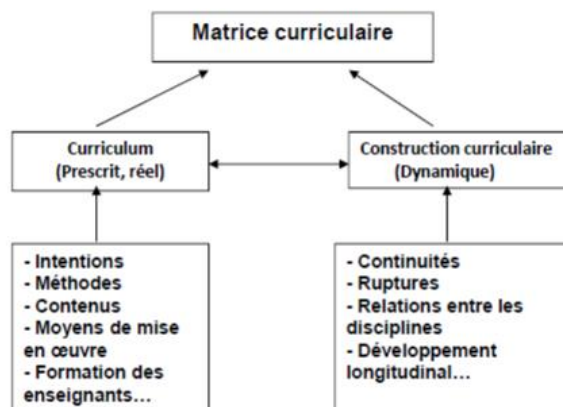 Matrice curriculaire
Curriculum
(Prescrit, réel)
Construction curriculaire
(Dynamique)
- Intentions
- Méthodes
- Contenus
- Moyens de mise
en œuvre
- Formation des
enseignants…
- Continuités
- Ruptures
- Relations entre les
disciplines
- Développement
longitudinal…